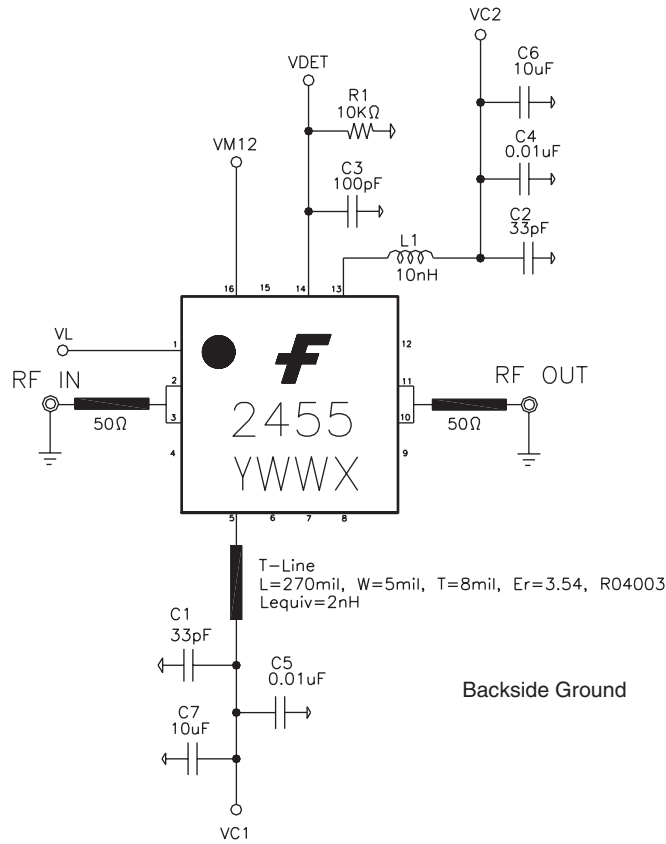 VC2
C6
10uF
VDET
R1
10KΩ
C4
0.01uF
VM12
C3
100pF
C2
33pF
L1
10nH
16
15
14
13
VL
1
12
RF IN
2
11
RF OUT
50Ω
3
2455
10
50Ω
4
YWWX
9
5
6
7
8
T-Line
L=270mil, W=5mil, T=8mil, Er=3.54, RO4003
Lequiv=2nH
C1
33pF
C5
0.01uF
Backside Ground
C7
10uF
VC1